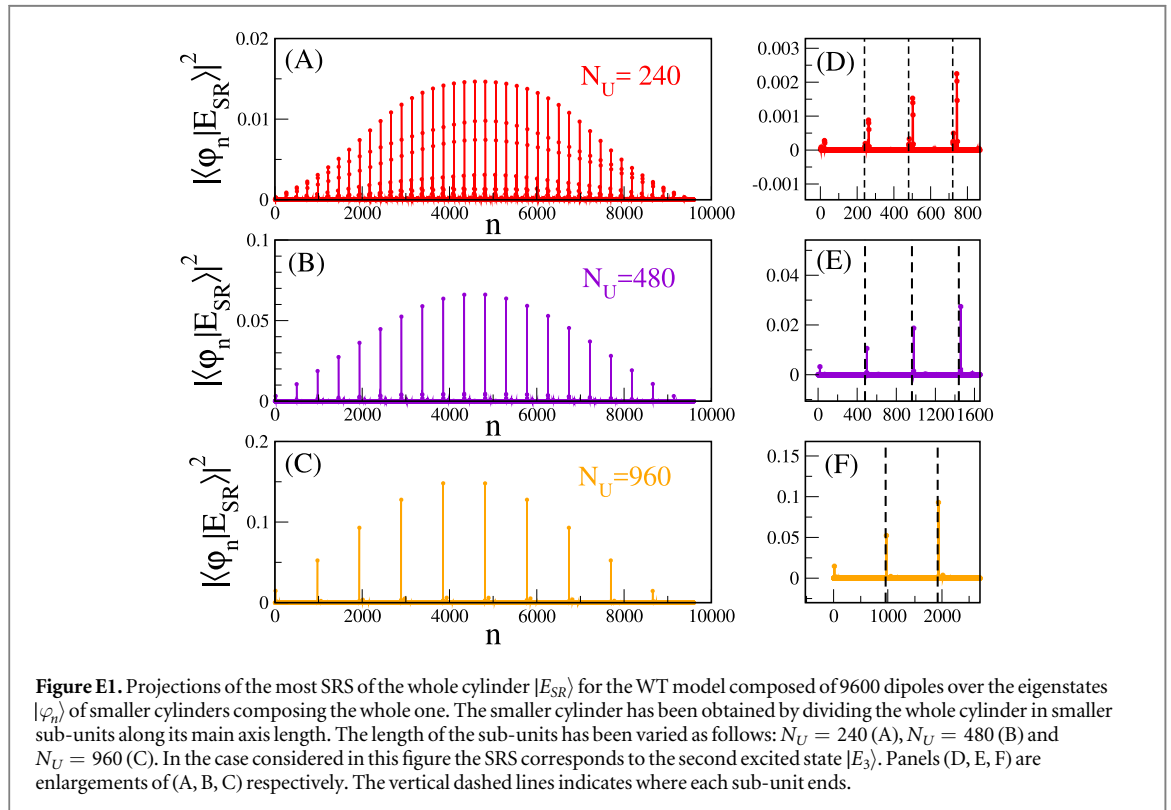 0.02
(A)
N_U= 240
|⟨φ_n|E_SR⟩|²
0.01
0
0 2000 4000 6000 8000 10000
n
0.003
(D)
0.002
0.001
0
-0.001
0 200 400 600 800
0.1
(B)
N_U=480
|⟨φ_n|E_SR⟩|²
0.05
0
0 2000 4000 6000 8000 10000
n
(E)
0.04
0.02
0
0 400 800 1200 1600
0.2
(C)
N_U=960
|⟨φ_n|E_SR⟩|²
0.1
0
0 2000 4000 6000 8000 10000
n
0.15
(F)
0.1
0.05
0
0 1000 2000
Figure E1. Projections of the most SRS of the whole cylinder |E_SR⟩ for the WT model composed of 9600 dipoles over the eigenstates
|φ_n⟩ of smaller cylinders composing the whole one. The smaller cylinder has been obtained by dividing the whole cylinder in smaller
sub-units along its main axis length. The length of the sub-units has been varied as follows: N_U = 240 (A), N_U = 480 (B) and
N_U = 960 (C). In the case considered in this figure the SRS corresponds to the second excited state |E_3⟩. Panels (D, E, F) are
enlargements of (A, B, C) respectively. The vertical dashed lines indicates where each sub-unit ends.